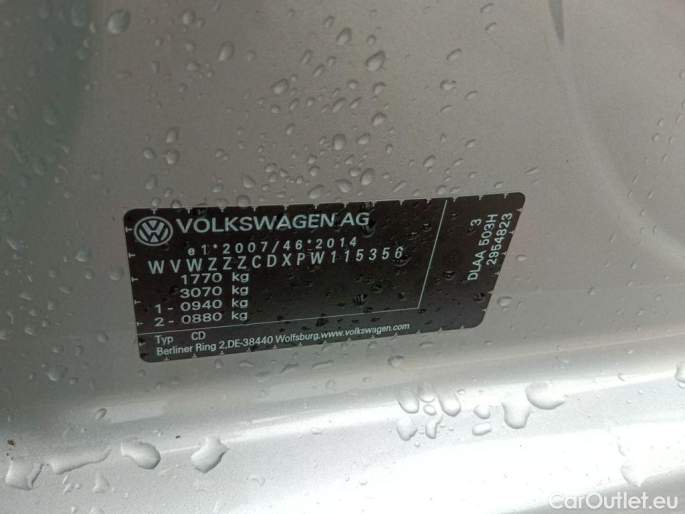 VOLKSWAGEN AG
e1*2007/46*2014
WVWZZZCDXPW115356
1770 kg
3070 kg
1 - 0940 kg
2 - 0880 kg
Typ CD
Berliner Ring 2,DE-38440 Wolfsburg.www.volkswagen.com
3
DLAA 503H
2954823
CarOutlet.eu